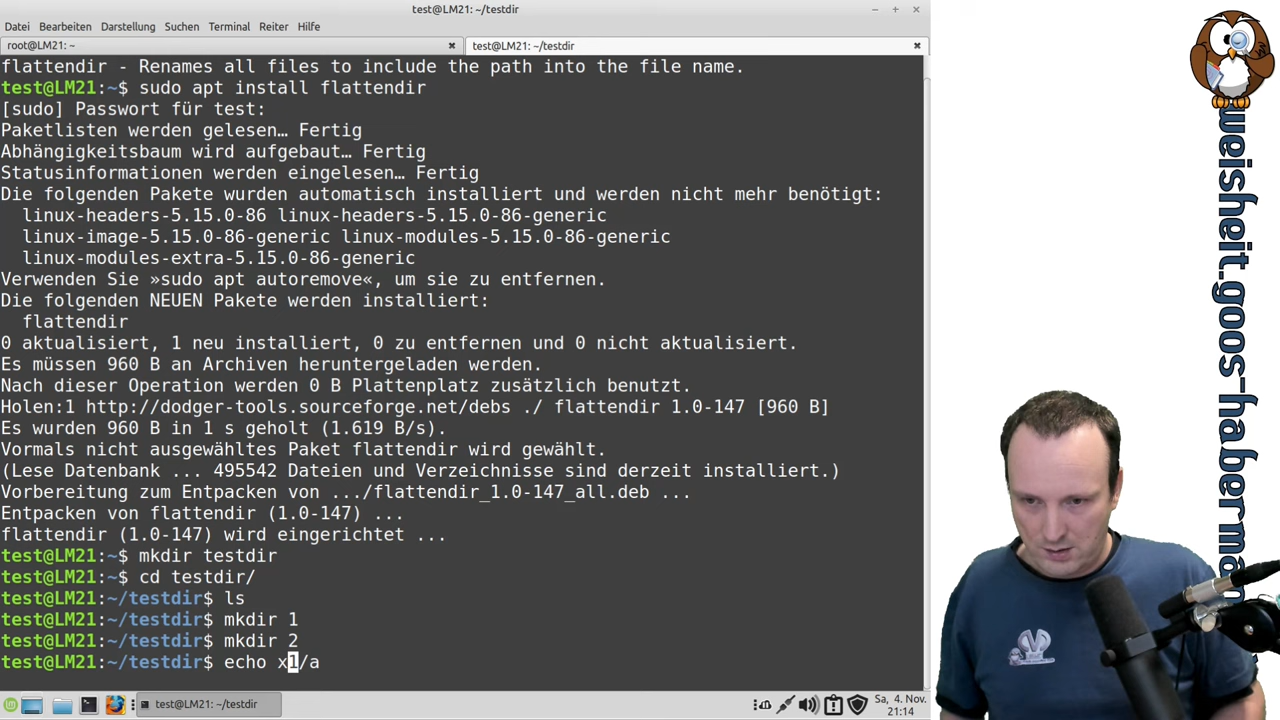 test@LM21: ~/testdir
Datei Bearbeiten Darstellung Suchen Terminal Reiter Hilfe
root@LM21: ~
test@LM21: ~/testdir
flattendir - Renames all files to include the path into the file name.
test@LM21:~$ sudo apt install flattendir
[sudo] Passwort für test:
Paketlisten werden gelesen… Fertig
Abhängigkeitsbaum wird aufgebaut… Fertig
Statusinformationen werden eingelesen… Fertig
Die folgenden Pakete wurden automatisch installiert und werden nicht mehr benötigt:
linux-headers-5.15.0-86 linux-headers-5.15.0-86-generic
linux-image-5.15.0-86-generic linux-modules-5.15.0-86-generic
linux-modules-extra-5.15.0-86-generic
Verwenden Sie »sudo apt autoremove«, um sie zu entfernen.
Die folgenden NEUEN Pakete werden installiert:
flattendir
0 aktualisiert, 1 neu installiert, 0 zu entfernen und 0 nicht aktualisiert.
Es müssen 960 B an Archiven heruntergeladen werden.
Nach dieser Operation werden 0 B Plattenplatz zusätzlich benutzt.
Holen:1 http://dodger-tools.sourceforge.net/debs ./ flattendir 1.0-147 [960 B]
Es wurden 960 B in 1 s geholt (1.619 B/s).
Vormals nicht ausgewähltes Paket flattendir wird gewählt.
(Lese Datenbank ... 495542 Dateien und Verzeichnisse sind derzeit installiert.)
Vorbereitung zum Entpacken von .../flattendir_1.0-147_all.deb ...
Entpacken von flattendir (1.0-147) ...
flattendir (1.0-147) wird eingerichtet ...
test@LM21:~$ mkdir testdir
test@LM21:~$ cd testdir/
test@LM21:~/testdir$ ls
test@LM21:~/testdir$ mkdir 1
test@LM21:~/testdir$ mkdir 2
test@LM21:~/testdir$ echo x1/a
test@LM21: ~/testdir
Sa, 4. Nov.
21:14
weisheit.goos-haberman